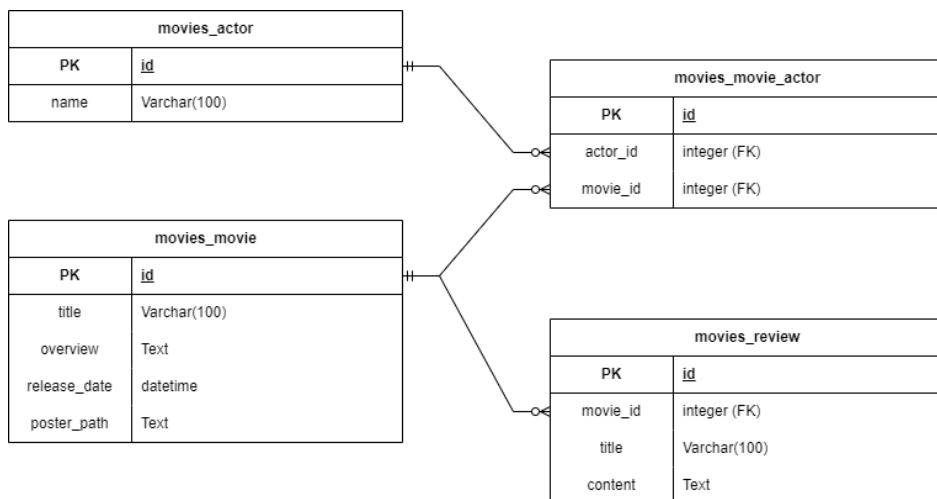 movies_actor
PK id
name Varchar(100)
movies_movie_actor
PK id
actor_id integer (FK)
movie_id integer (FK)
movies_movie
PK id
title Varchar(100)
overview Text
release_date datetime
poster_path Text
movies_review
PK id
movie_id integer (FK)
title Varchar(100)
content Text